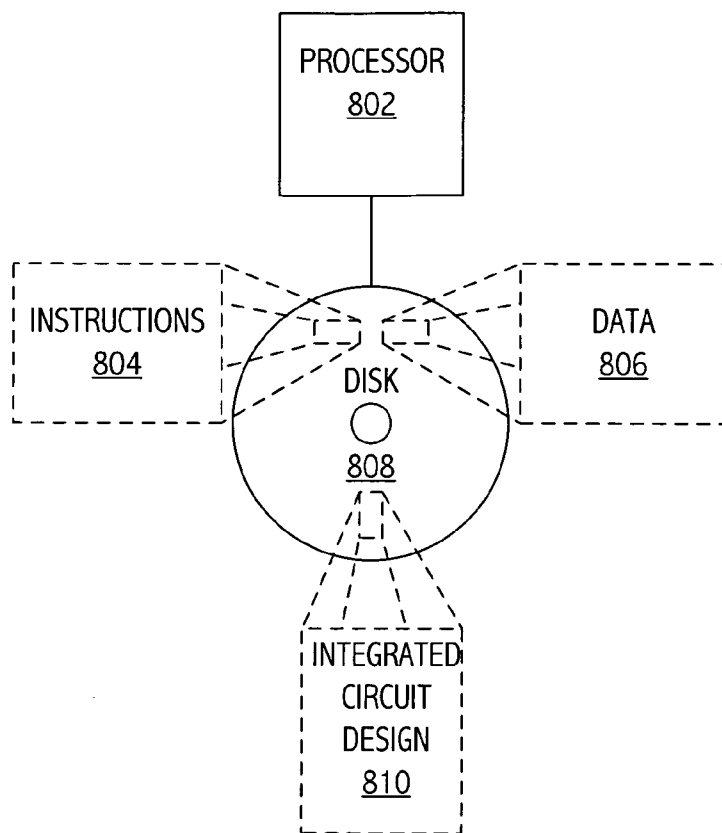 PROCESSOR
802
INSTRUCTIONS
804
DATA
806
DISK
808
INTEGRATED
CIRCUIT
DESIGN
810